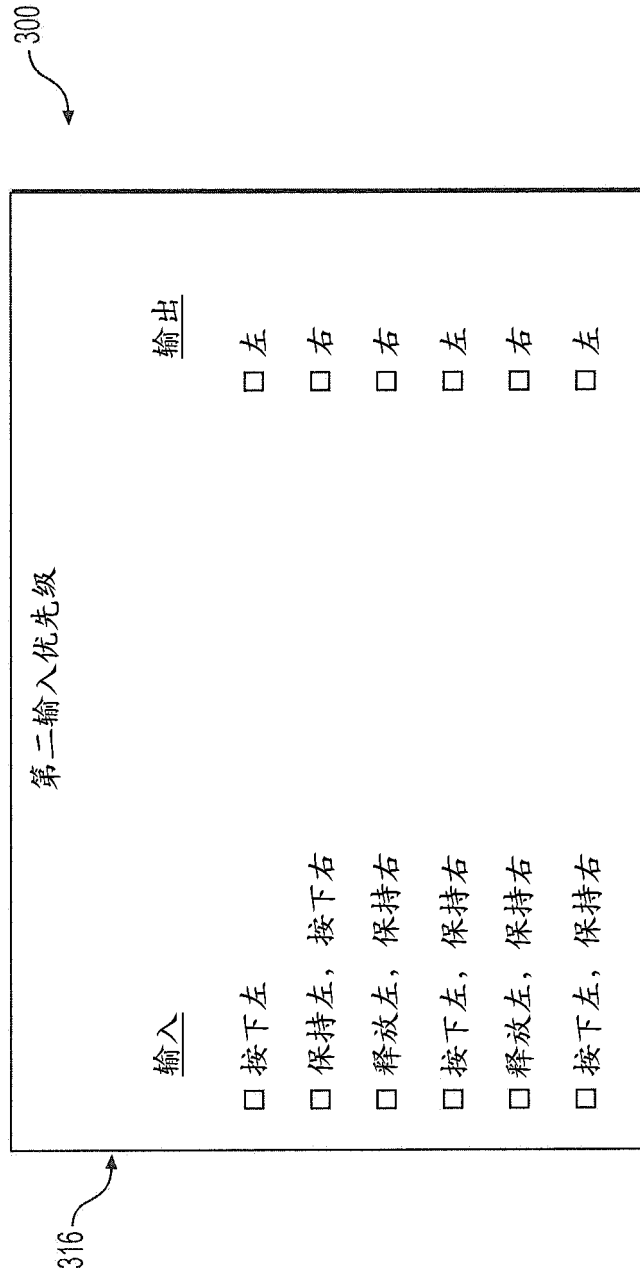 300
316
第二输入优先级
输入 输出
□ 按下左 □ 左
□ 保持左，按下右 □ 右
□ 释放左，保持右 □ 右
□ 按下左，保持右 □ 左
□ 释放左，保持右 □ 右
□ 按下左，保持右 □ 左